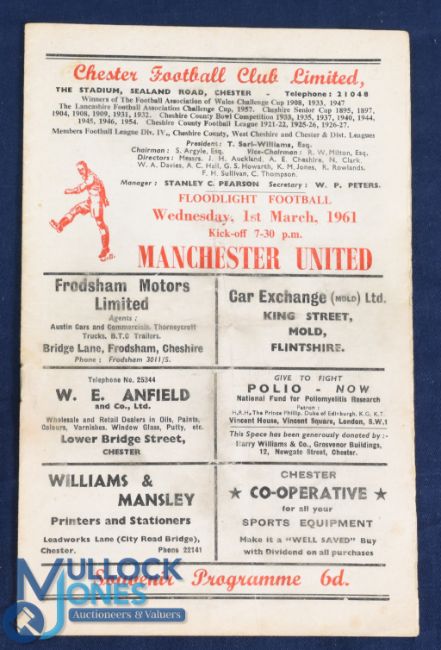 Chester Football Club Limited,
THE STADIUM, SEALAND ROAD, CHESTER - Telephone: 21048
Winners of The Football Association of Wales Challenge Cup 1908, 1933, 1947
The Lancashire Football Association Challenge Cup, 1957. Cheshire Senior Cup 1895, 1897,
1904, 1908, 1909, 1931, 1932. Cheshire County Bowl Competition 1933, 1935, 1937, 1940, 1944
1945, 1946, 1954. Chester County Football League 1921-22, 1925-26, 1926-27.
Members Football League Div. IV., Cheshire County, West Cheshire and Chester & Dist. Leagues
President: T. Sarl-Williams, Esq.
Chairman: S. Argyle, Esq. Vice-Chairman: R. W. Milton, Esq.
Directors: Messrs. J. H. Auckland, A. E. Cheshire, N. Clark,
W. A. Davies, A. C. Hall, G. S. Howarth, K. M. Jones, K. Rowlands,
F. H. Sullivan, C. Thompson.
Manager: STANLEY C. PEARSON Secretary: W. P. PETERS.
FLOODLIGHT FOOTBALL
Wednesday, 1st March, 1961
Kick-off 7-30 p.m.
MANCHESTER UNITED
Frodsham Motors
Limited
Agents:
Austin Cars and Commercials. Thorneycroft
Trucks, B.T.C Trailers.
Bridge Lane, Frodsham, Cheshire
Phone: Frodsham 3011/5.
Car Exchange (MOLD) Ltd.
KING STREET,
MOLD,
FLINTSHIRE.
Telephone No. 25344
W. E. ANFIELD
and Co., Ltd.
Wholesale and Retail Dealers in Oils, Paints,
Colours, Varnishes, Window Glass, Putty, etc.
Lower Bridge Street,
CHESTER
GIVE TO FIGHT
POLIO - NOW
National Fund for Poliomyelitis Research
Patron:
H.R.H. The Prince Philip, Duke of Edinburgh, K.G., K.T.
Vincent House, Vincent Square, London, S.W.1
This Space has been generously donated by:-
Harry Williams & Co., Grosvenor Buildings,
12, Newgate Street, Chester.
WILLIAMS &
MANSLEY
Printers and Stationers
Leadworks Lane (City Road Bridge),
Chester. Phone 22141
CHESTER
★ CO-OPERATIVE ★
for all your
SPORTS EQUIPMENT
Make it a "WELL SAVED" Buy
with Dividend on all purchases
Souvenir Programme 6d.
MULLOCK
JONES
Auctioneers & Valuers